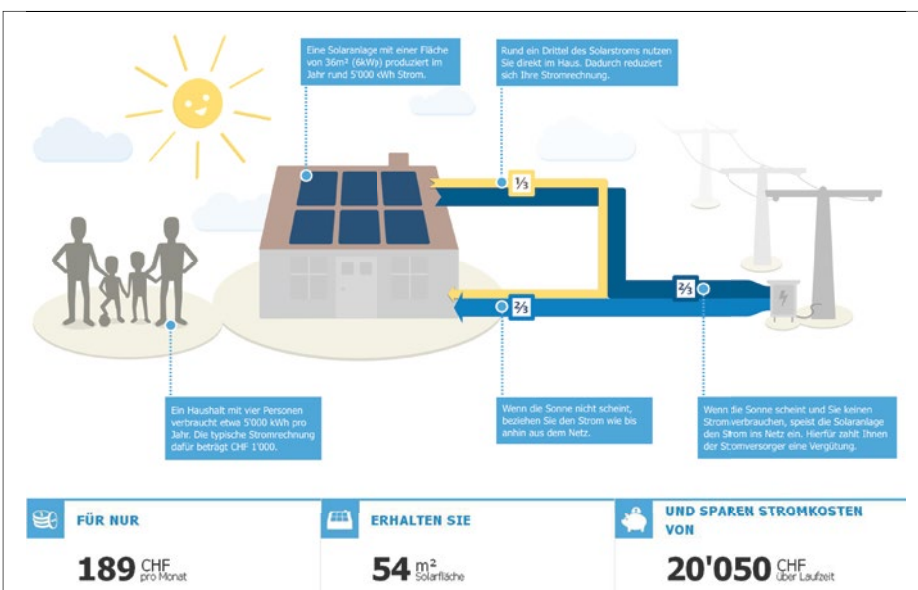 Eine Solaranlage mit einer Fläche
von 36m² (6kWp) produziert im
Jahr rund 5'000 kWh Strom.
Rund ein Drittel des Solarstroms nutzen
Sie direkt im Haus. Dadurch reduziert
sich Ihre Stromrechnung.
1/3
2/3
2/3
Ein Haushalt mit vier Personen
verbraucht etwa 5'000 kWh pro
Jahr. Die typische Stromrechnung
dafür beträgt CHF 1'000.
Wenn die Sonne nicht scheint,
beziehen Sie den Strom wie bis
anhin aus dem Netz.
Wenn die Sonne scheint und Sie keinen
Strom verbrauchen, speist die Solaranlage
den Strom ins Netz ein. Hierfür zahlt Ihnen
der Stromversorger eine Vergütung.
FÜR NUR
189 CHF
pro Monat
ERHALTEN SIE
54 m²
Solarfläche
UND SPAREN STROMKOSTEN
VON
20'050 CHF
über Laufzeit